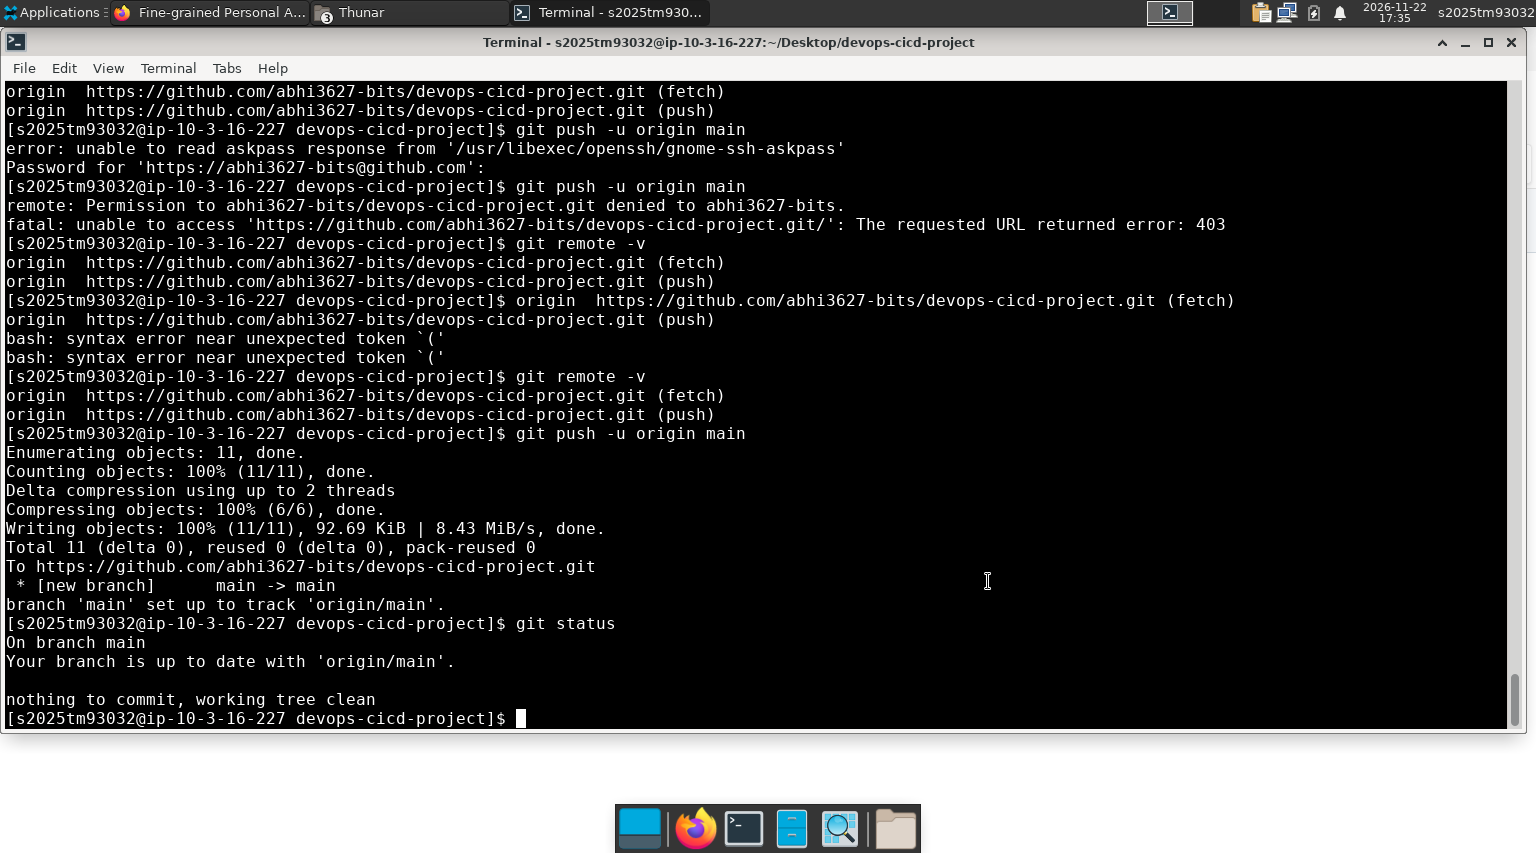 Applications
Fine-grained Personal A...
3
Thunar
Terminal - s2025tm930...
2026-11-22
17:35
s2025tm93032
Terminal - s2025tm93032@ip-10-3-16-227:~/Desktop/devops-cicd-project
File Edit View Terminal Tabs Help
origin  https://github.com/abhi3627-bits/devops-cicd-project.git (fetch)
origin  https://github.com/abhi3627-bits/devops-cicd-project.git (push)
[s2025tm93032@ip-10-3-16-227 devops-cicd-project]$ git push -u origin main
error: unable to read askpass response from '/usr/libexec/openssh/gnome-ssh-askpass'
Password for 'https://abhi3627-bits@github.com':
[s2025tm93032@ip-10-3-16-227 devops-cicd-project]$ git push -u origin main
remote: Permission to abhi3627-bits/devops-cicd-project.git denied to abhi3627-bits.
fatal: unable to access 'https://github.com/abhi3627-bits/devops-cicd-project.git/': The requested URL returned error: 403
[s2025tm93032@ip-10-3-16-227 devops-cicd-project]$ git remote -v
origin  https://github.com/abhi3627-bits/devops-cicd-project.git (fetch)
origin  https://github.com/abhi3627-bits/devops-cicd-project.git (push)
[s2025tm93032@ip-10-3-16-227 devops-cicd-project]$ origin  https://github.com/abhi3627-bits/devops-cicd-project.git (fetch)
origin  https://github.com/abhi3627-bits/devops-cicd-project.git (push)
bash: syntax error near unexpected token `('
bash: syntax error near unexpected token `('
[s2025tm93032@ip-10-3-16-227 devops-cicd-project]$ git remote -v
origin  https://github.com/abhi3627-bits/devops-cicd-project.git (fetch)
origin  https://github.com/abhi3627-bits/devops-cicd-project.git (push)
[s2025tm93032@ip-10-3-16-227 devops-cicd-project]$ git push -u origin main
Enumerating objects: 11, done.
Counting objects: 100% (11/11), done.
Delta compression using up to 2 threads
Compressing objects: 100% (6/6), done.
Writing objects: 100% (11/11), 92.69 KiB | 8.43 MiB/s, done.
Total 11 (delta 0), reused 0 (delta 0), pack-reused 0
To https://github.com/abhi3627-bits/devops-cicd-project.git
 * [new branch]      main -> main
branch 'main' set up to track 'origin/main'.
[s2025tm93032@ip-10-3-16-227 devops-cicd-project]$ git status
On branch main
Your branch is up to date with 'origin/main'.

nothing to commit, working tree clean
[s2025tm93032@ip-10-3-16-227 devops-cicd-project]$